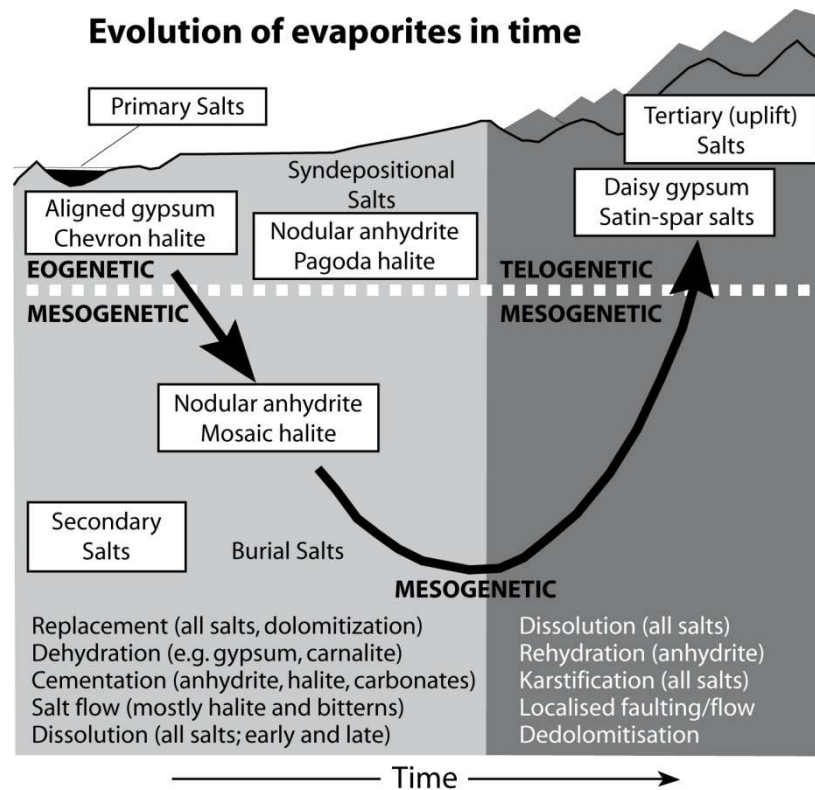 Evolution of evaporites in time
Primary Salts
Tertiary (uplift)
Salts
Syndepositional
Salts
Aligned gypsum
Chevron halite
Nodular anhydrite
Pagoda halite
Daisy gypsum
Satin-spar salts
EOGENETIC
TELOGENETIC
MESOGENETIC
MESOGENETIC
Nodular anhydrite
Mosaic halite
Secondary
Salts
Burial Salts
MESOGENETIC
Replacement (all salts, dolomitization)
Dehydration (e.g. gypsum, carnalite)
Cementation (anhydrite, halite, carbonates)
Salt flow (mostly halite and bitterns)
Dissolution (all salts; early and late)
Dissolution (all salts)
Rehydration (anhydrite)
Karstification (all salts)
Localised faulting/flow
Dedolomitisation
Time